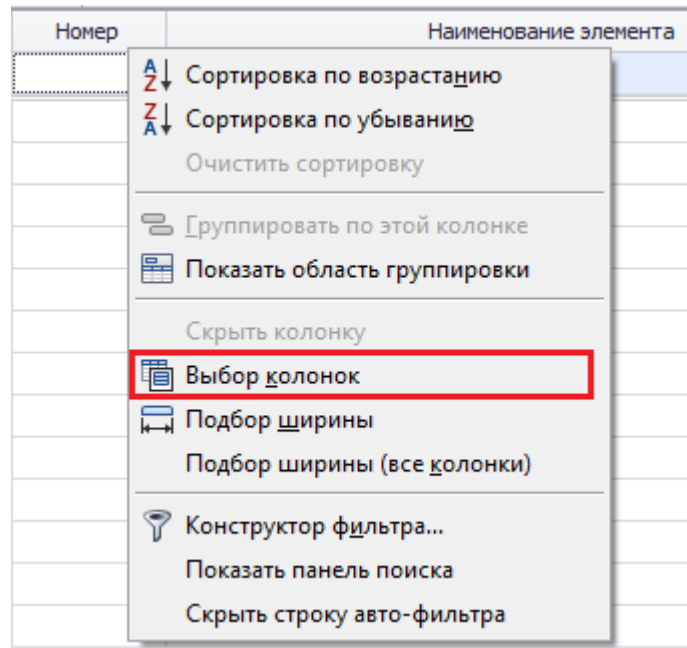 Номер Наименование элемента
Сортировка по возрастанию
Сортировка по убыванию
Очистить сортировку
Группировать по этой колонке
Показать область группировки
Скрыть колонку
Выбор колонок
Подбор ширины
Подбор ширины (все колонки)
Конструктор фильтра...
Показать панель поиска
Скрыть строку авто-фильтра